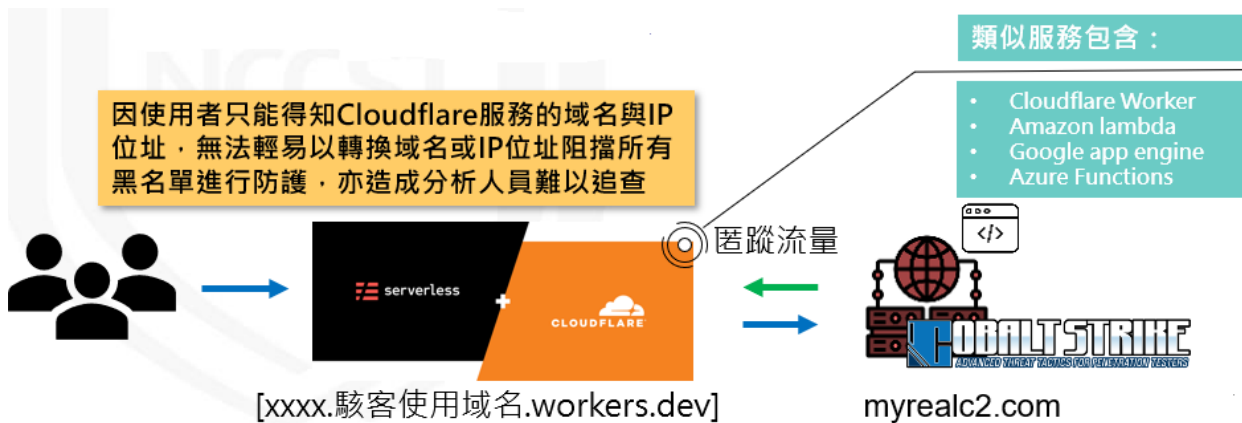 類似服務包含：
• Cloudflare Worker
• Amazon lambda
• Google app engine
• Azure Functions
因使用者只能得知Cloudflare服務的域名與IP
位址，無法輕易以轉換域名或IP位址阻擋所有
黑名單進行防護，亦造成分析人員難以追查
匿蹤流量
</>
serverless
+
CLOUDFLARE
COBALT STRIKE
ADVANCED THREAT TACTICS FOR PENETRATION TESTERS
[xxxx.駭客使用域名.workers.dev]
myrealc2.com